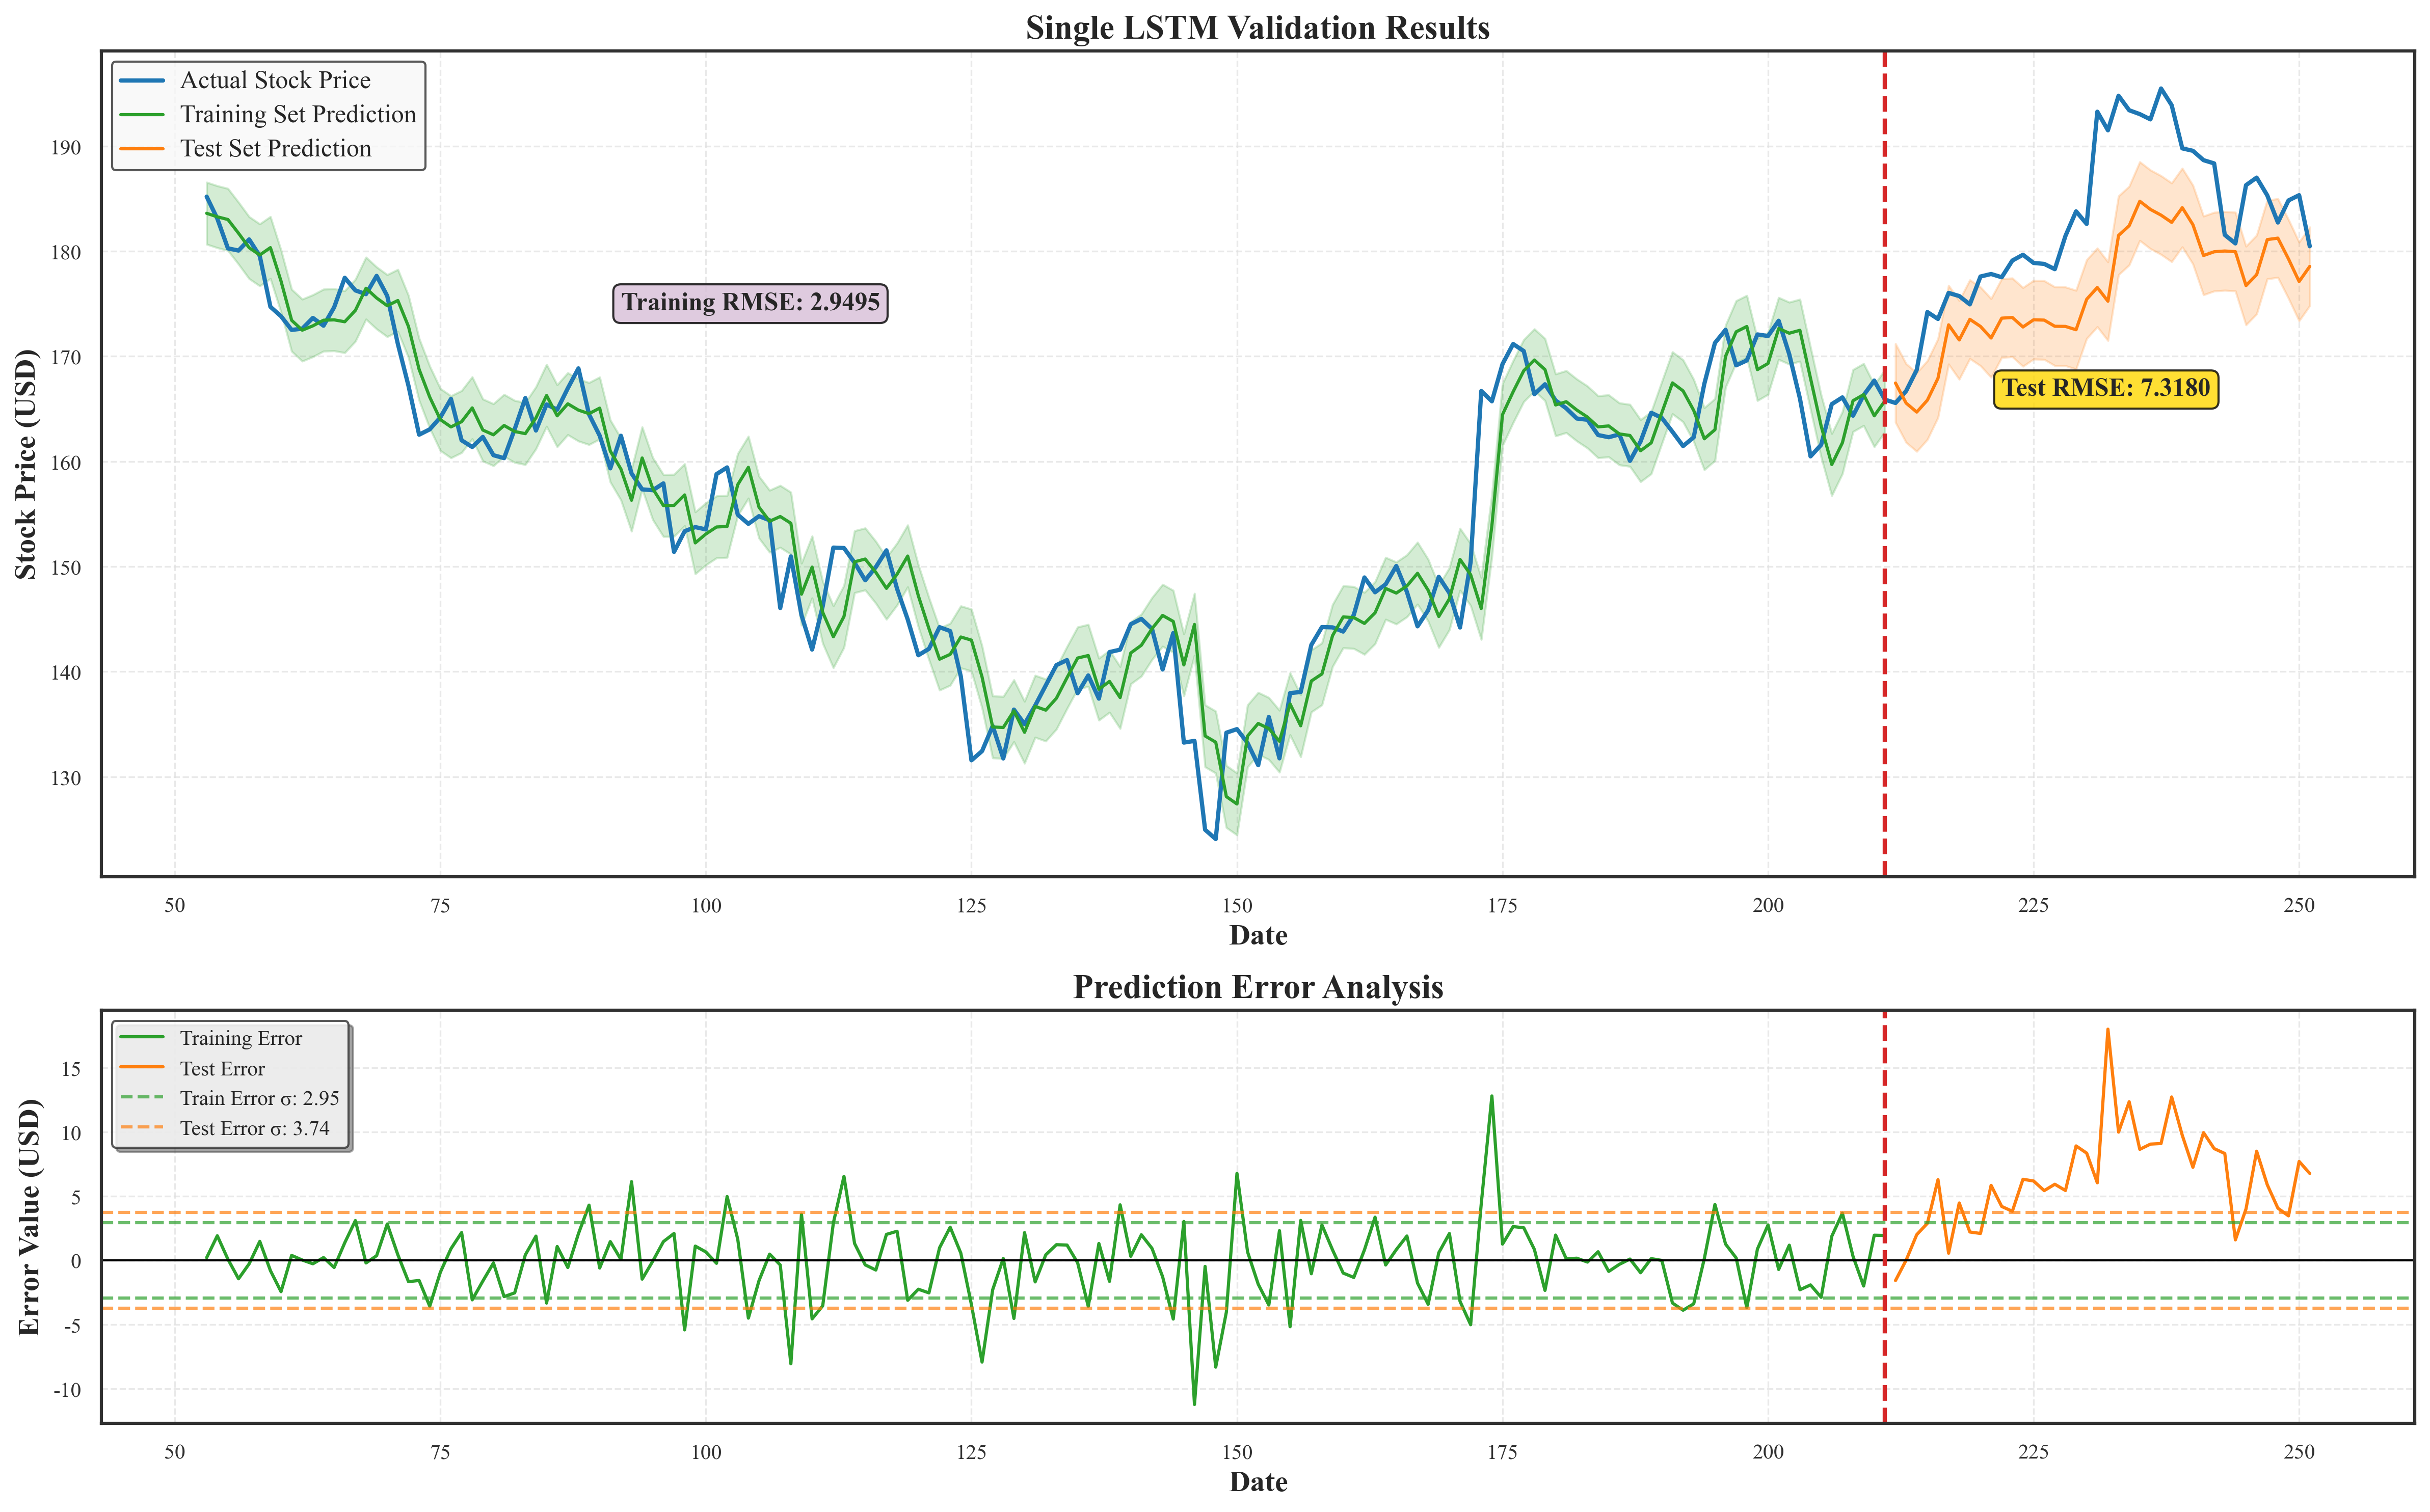 Single LSTM Validation Results
Actual Stock Price
Training Set Prediction
Test Set Prediction
Training RMSE: 2.9495
Test RMSE: 7.3180
Stock Price (USD)
190
180
170
160
150
140
130
50 75 100 125 150 175 200 225 250
Date
Prediction Error Analysis
Training Error
Test Error
Train Error σ: 2.95
Test Error σ: 3.74
Error Value (USD)
15
10
5
0
-5
-10
50 75 100 125 150 175 200 225 250
Date